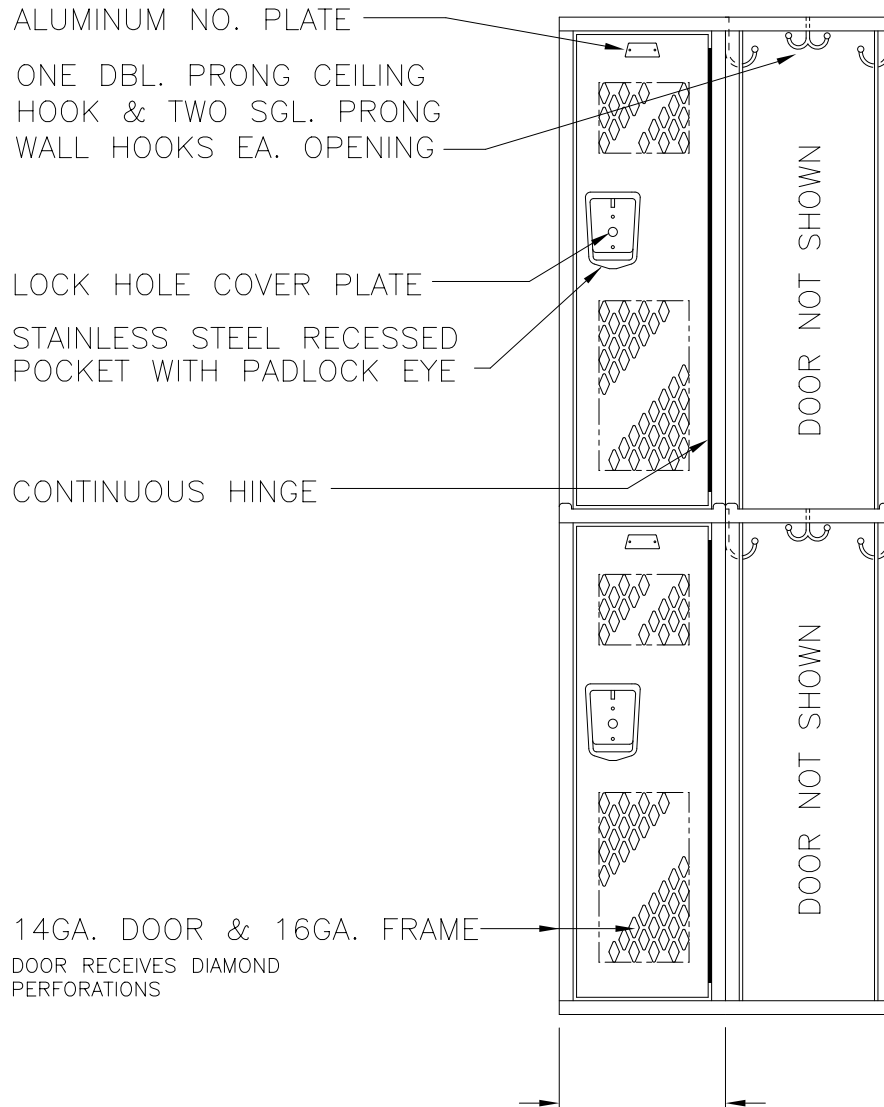 ALUMINUM NO. PLATE
ONE DBL. PRONG CEILING
HOOK & TWO SGL. PRONG
WALL HOOKS EA. OPENING
LOCK HOLE COVER PLATE
STAINLESS STEEL RECESSED
POCKET WITH PADLOCK EYE
CONTINUOUS HINGE
14GA. DOOR & 16GA. FRAME
DOOR RECEIVES DIAMOND
PERFORATIONS
DOOR NOT SHOWN
DOOR NOT SHOWN